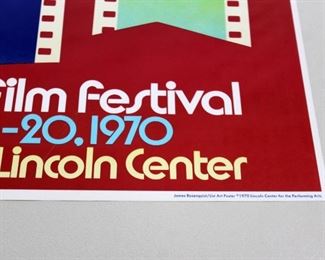 Film Festival
-20,1970
Lincoln Center
James Rosenquist/List Art Poster ©1970 Lincoln Center for the Performing Arts